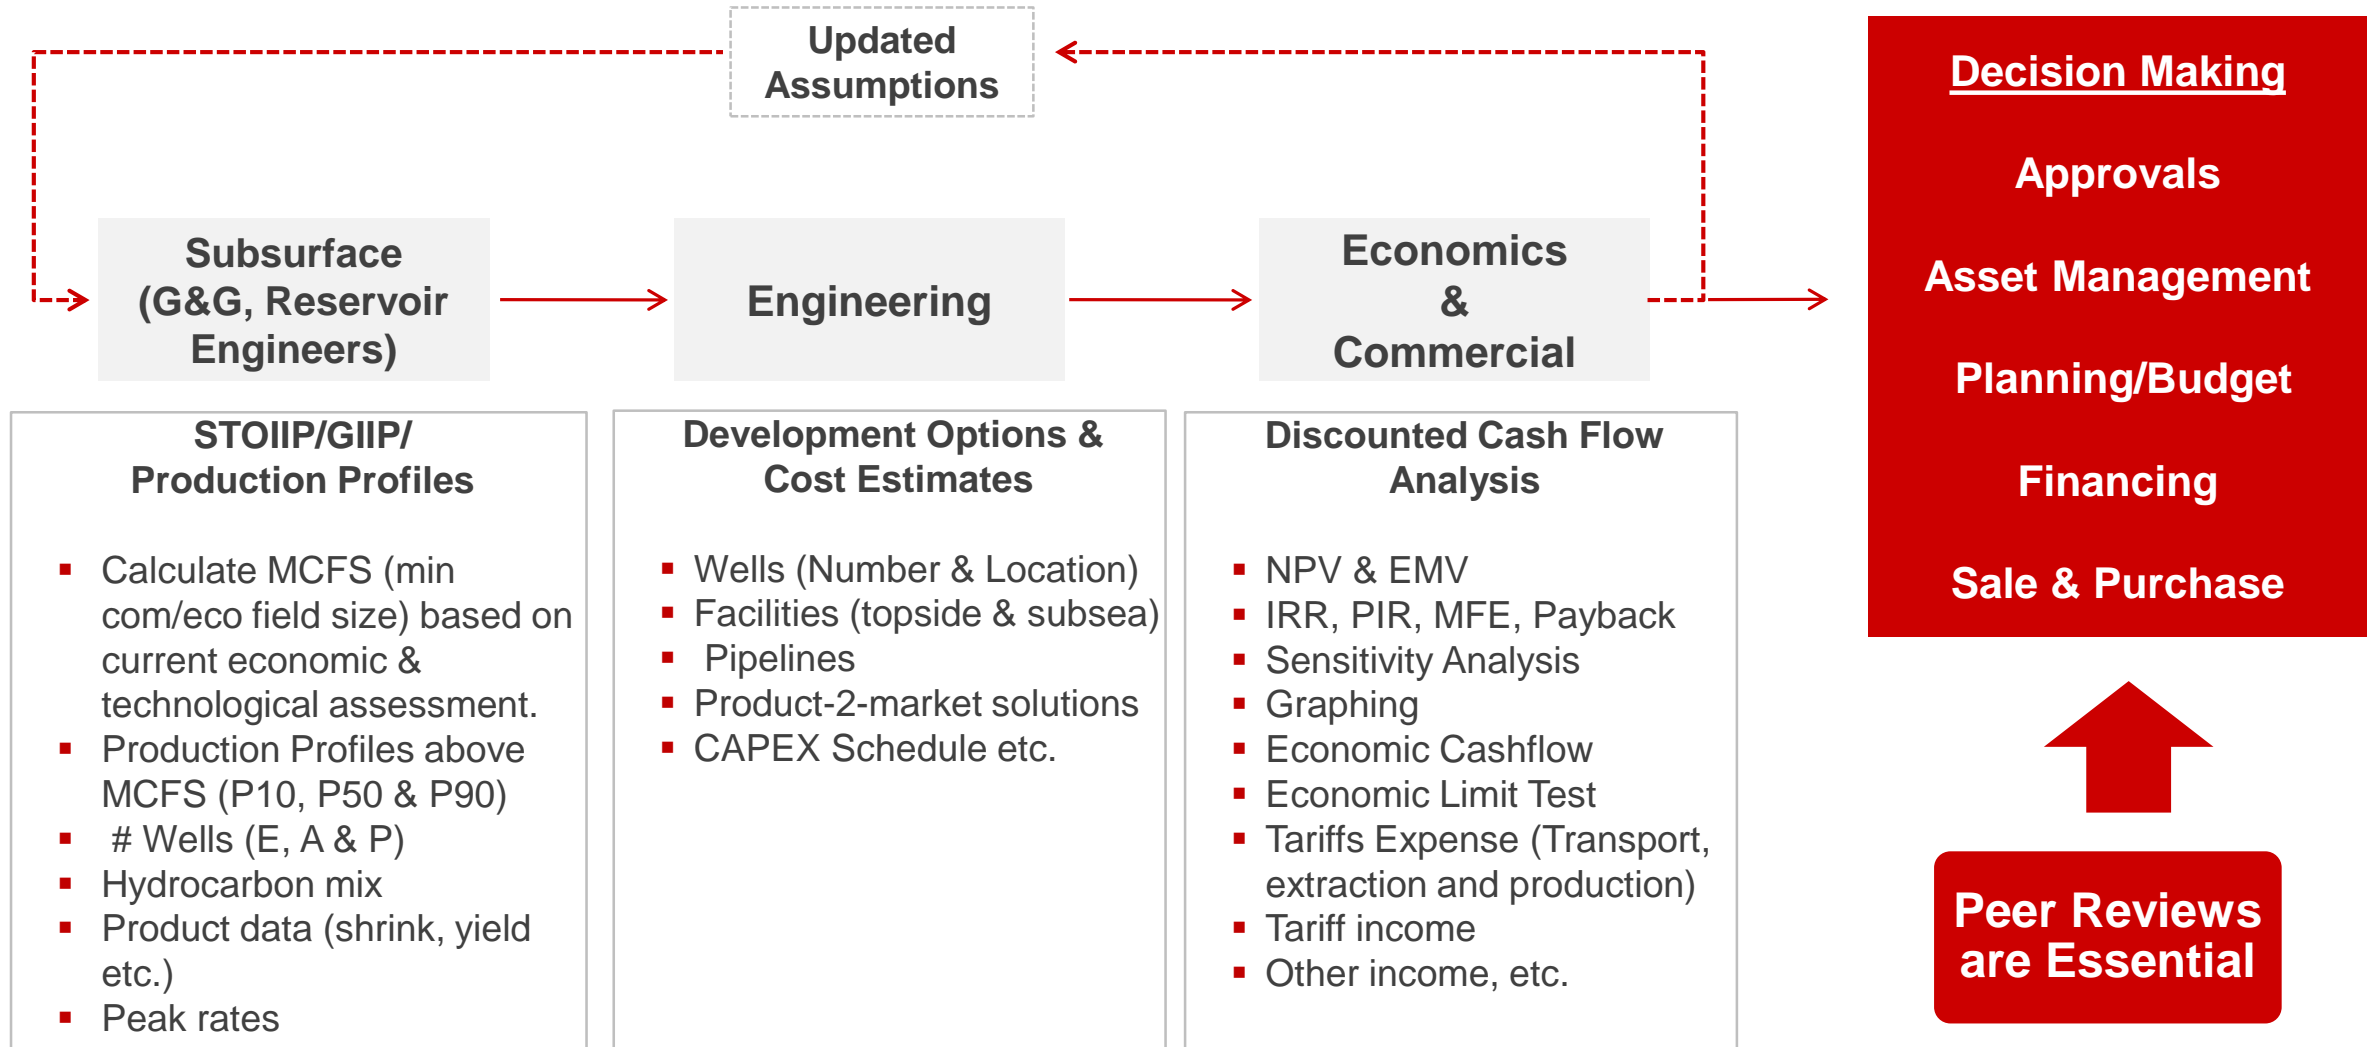 Updated
Assumptions
Subsurface
(G&G, Reservoir
Engineers)
Engineering
Economics
&
Commercial
STOIIP/GIIP/
Production Profiles
▪ Calculate MCFS (min
com/eco field size) based on
current economic &
technological assessment.
▪ Production Profiles above
MCFS (P10, P50 & P90)
▪ # Wells (E, A & P)
▪ Hydrocarbon mix
▪ Product data (shrink, yield
etc.)
▪ Peak rates
Development Options &
Cost Estimates
▪ Wells (Number & Location)
▪ Facilities (topside & subsea)
▪ Pipelines
▪ Product-2-market solutions
▪ CAPEX Schedule etc.
Discounted Cash Flow
Analysis
▪ NPV & EMV
▪ IRR, PIR, MFE, Payback
▪ Sensitivity Analysis
▪ Graphing
▪ Economic Cashflow
▪ Economic Limit Test
▪ Tariffs Expense (Transport,
extraction and production)
▪ Tariff income
▪ Other income, etc.
Decision Making
Approvals
Asset Management
Planning/Budget
Financing
Sale & Purchase
Peer Reviews
are Essential